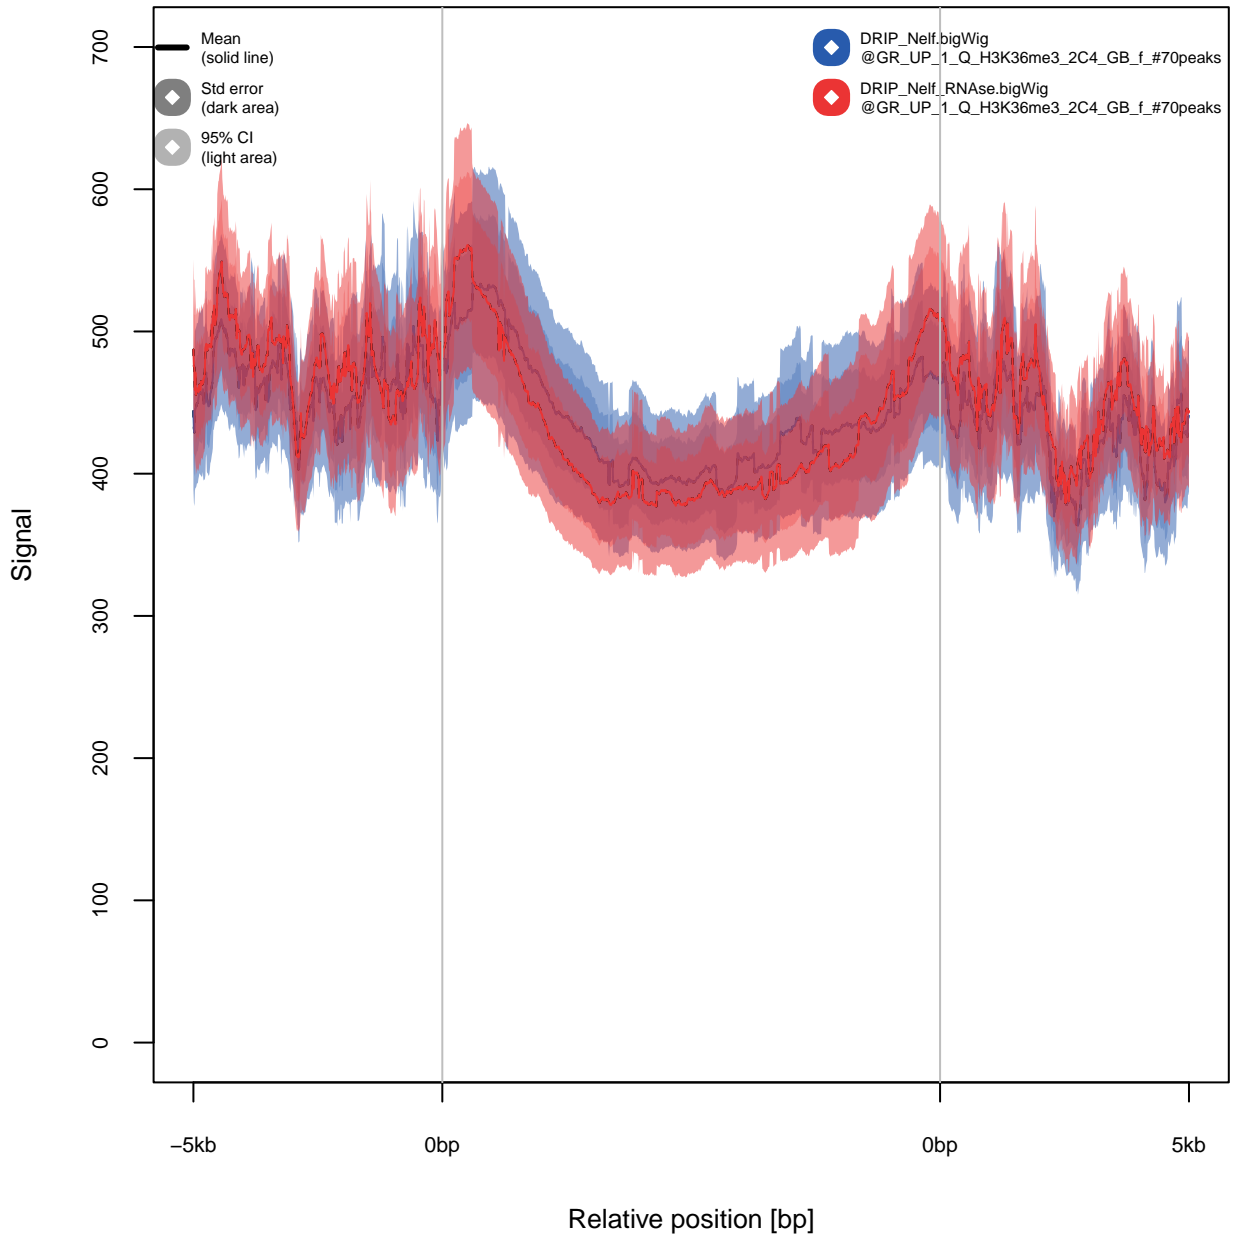 Mean
(solid line)
Std error
(dark area)
95% CI
(light area)
DRIP_Nelf.bigWig
@GR_UP_1_Q_H3K36me3_2C4_GB_f_#70peaks
DRIP_Nelf_RNAse.bigWig
@GR_UP_1_Q_H3K36me3_2C4_GB_f_#70peaks
700
600
500
400
300
200
100
0
Signal
−5kb
0bp
0bp
5kb
Relative position [bp]